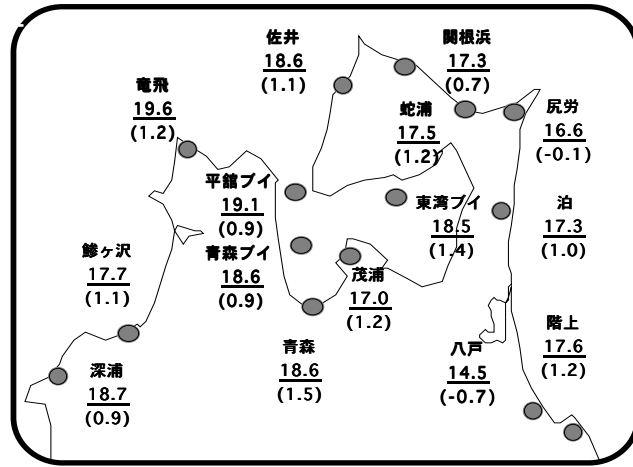 佐井
18.6
(1.1)
関根浜
17.3
(0.7)
竜飛
19.6
(1.2)
蛇浦
17.5
(1.2)
尻労
16.6
(-0.1)
平舘ブイ
19.1
(0.9)
東湾ブイ
18.5
(1.4)
泊
17.3
(1.0)
鰺ヶ沢
17.7
(1.1)
青森ブイ
18.6
(0.9)
茂浦
17.0
(1.2)
階上
17.6
(1.2)
青森
18.6
(1.5)
八戸
14.5
(-0.7)
深浦
18.7
(0.9)